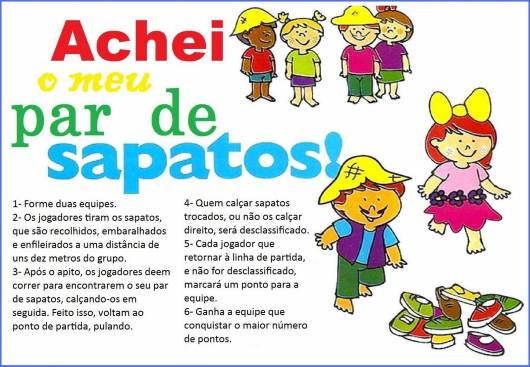 Achei
o meu
par de
sapatos!
1- Forme duas equipes.
2- Os jogadores tiram os sapatos,
que são recolhidos, embaralhados
e enfileirados a uma distância de
uns dez metros do grupo.
3- Após o apito, os jogadores deem
correr para encontrarem o seu par
de sapatos, calçando-os em
seguida. Feito isso, voltam ao
ponto de partida, pulando.
4- Quem calçar sapatos
trocados, ou não os calçar
direito, será desclassificado.
5- Cada jogador que
retornar à linha de partida,
e não for desclassificado,
marcará um ponto para a
equipe.
6- Ganha a equipe que
conquistar o maior número
de pontos.